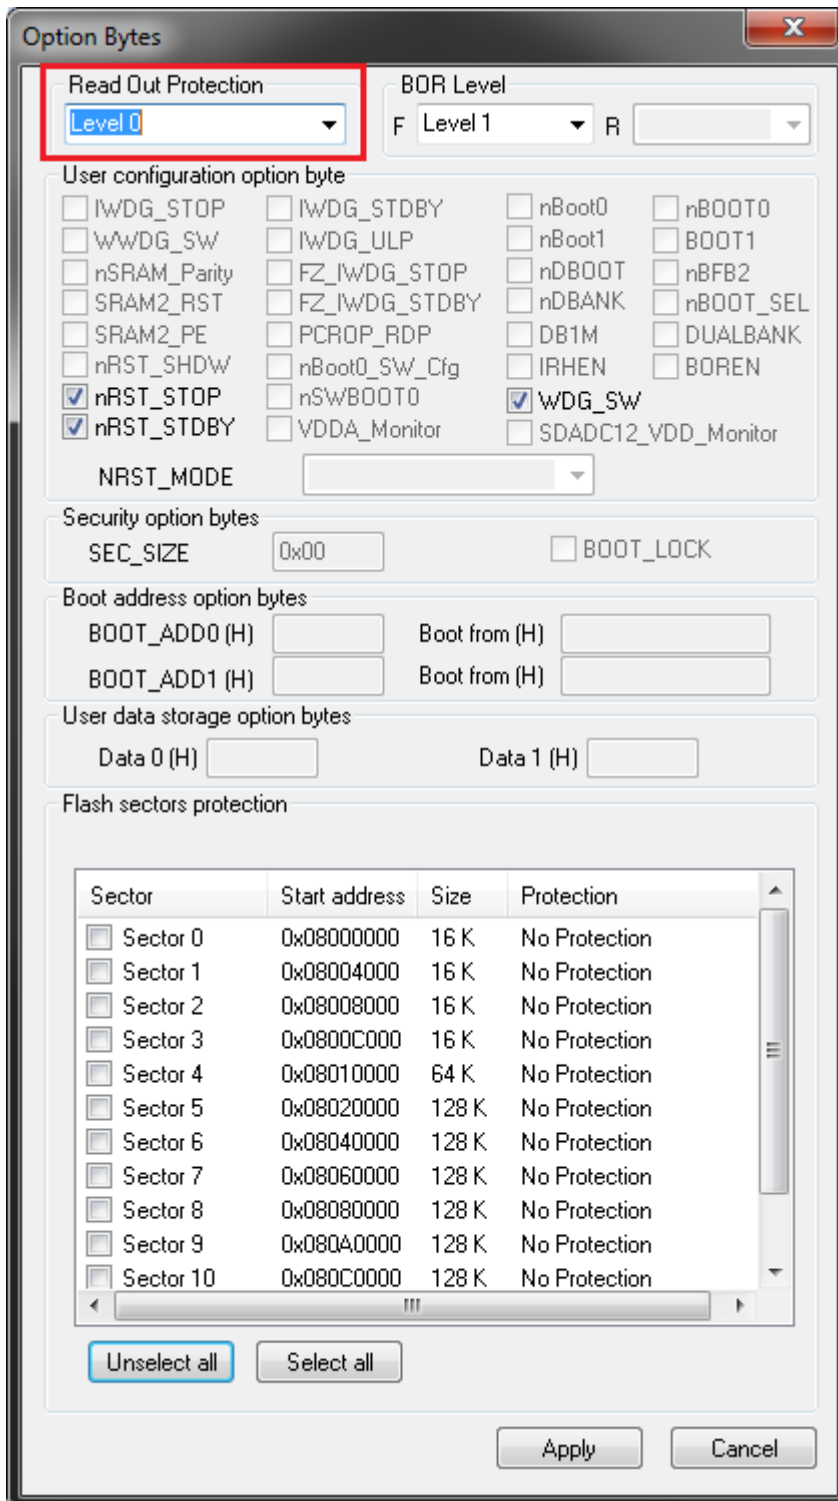 Option Bytes
Read Out Protection
BOR Level
Level 0
F Level 1 R
User configuration option byte
IWDG_STOP IWDG_STDBY nBoot0 nBOOT0
WWDG_SW IWDG_ULP nBoot1 BOOT1
nSRAM_Parity FZ_IWDG_STOP nDBOOT nBFB2
SRAM2_RST FZ_IWDG_STDBY nDBANK nBOOT_SEL
SRAM2_PE PCROP_RDP DB1M DUALBANK
nRST_SHDW nBoot0_SW_Cfg IRHEN BOREN
nRST_STOP nSWBOOT0 WDG_SW
nRST_STDBY VDDA_Monitor SDADC12_VDD_Monitor
NRST_MODE
Security option bytes
SEC_SIZE 0x00 BOOT_LOCK
Boot address option bytes
BOOT_ADD0 (H) Boot from (H)
BOOT_ADD1 (H) Boot from (H)
User data storage option bytes
Data 0 (H) Data 1 (H)
Flash sectors protection
Sector Start address Size Protection
Sector 0 0x08000000 16 K No Protection
Sector 1 0x08004000 16 K No Protection
Sector 2 0x08008000 16 K No Protection
Sector 3 0x0800C000 16 K No Protection
Sector 4 0x08010000 64 K No Protection
Sector 5 0x08020000 128 K No Protection
Sector 6 0x08040000 128 K No Protection
Sector 7 0x08060000 128 K No Protection
Sector 8 0x08080000 128 K No Protection
Sector 9 0x080A0000 128 K No Protection
Sector 10 0x080C0000 128 K No Protection
Unselect all Select all
Apply Cancel